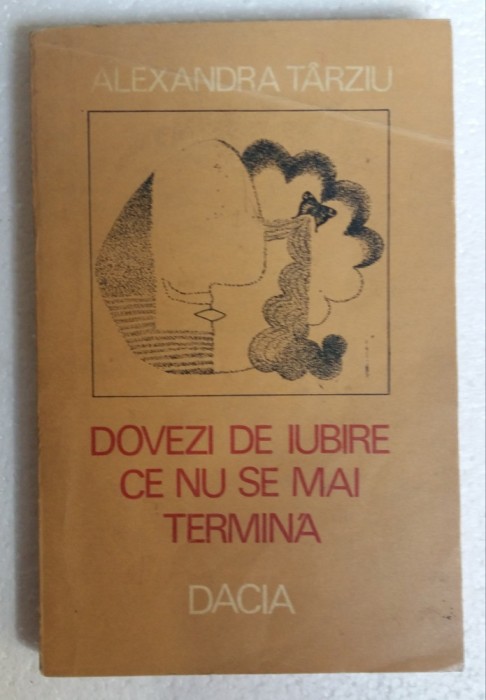 ALEXANDRA TÂRZIU
DOVEZI DE IUBIRE
CE NU SE MAI
TERMINĂ
DACIA